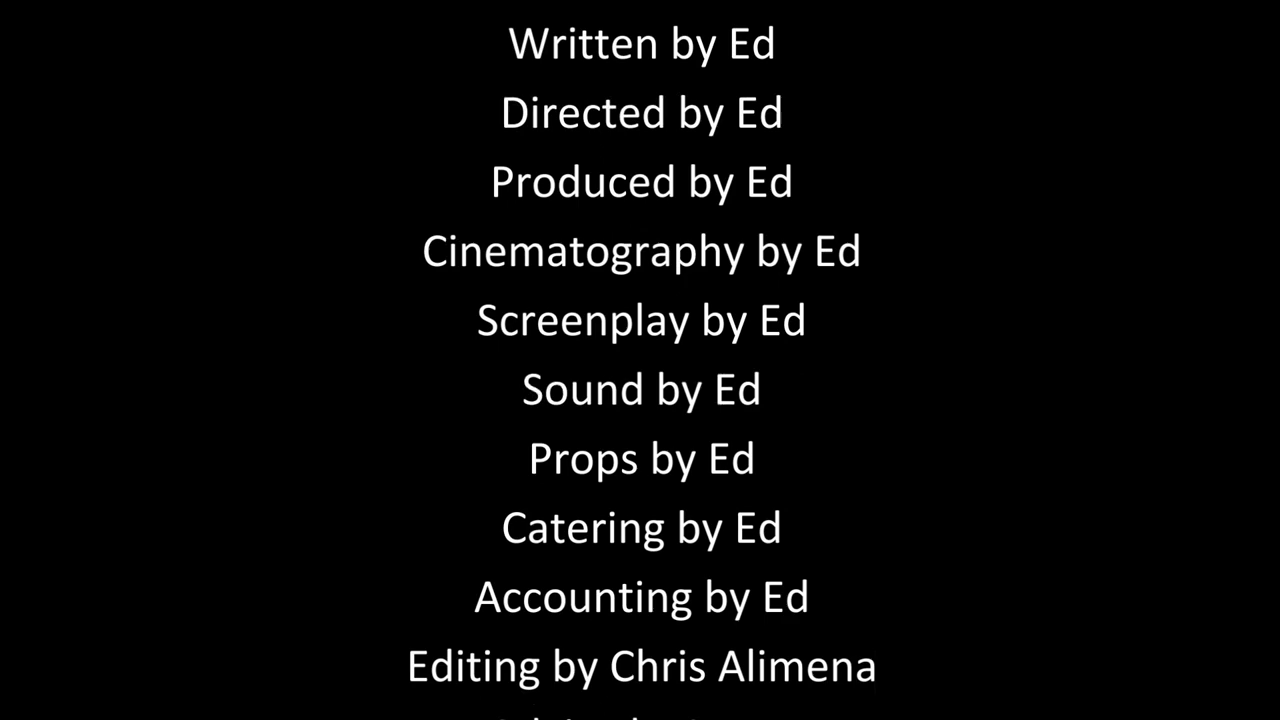 Written by Ed
Directed by Ed
Produced by Ed
Cinematography by Ed
Screenplay by Ed
Sound by Ed
Props by Ed
Catering by Ed
Accounting by Ed
Editing by Chris Alimena